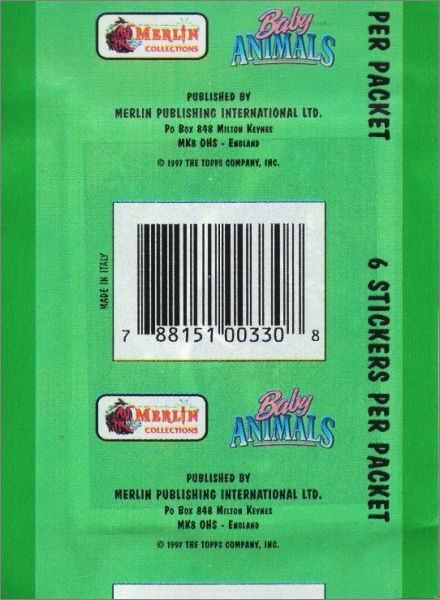 MERLIN
COLLECTIONS
Baby
ANIMALS
PUBLISHED BY
MERLIN PUBLISHING INTERNATIONAL LTD.
PO BOX 848 MILTON KEYNES
MK8 OHS - ENGLAND
© 1997 THE TOPPS COMPANY, INC.
PER PACKET
MADE IN ITALY
7 88151 00330 8
6 STICKERS PER PACKET
MERLIN
COLLECTIONS
Baby
ANIMALS
PUBLISHED BY
MERLIN PUBLISHING INTERNATIONAL LTD.
PO BOX 848 MILTON KEYNES
MK8 OHS - ENGLAND
© 1997 THE TOPPS COMPANY, INC.